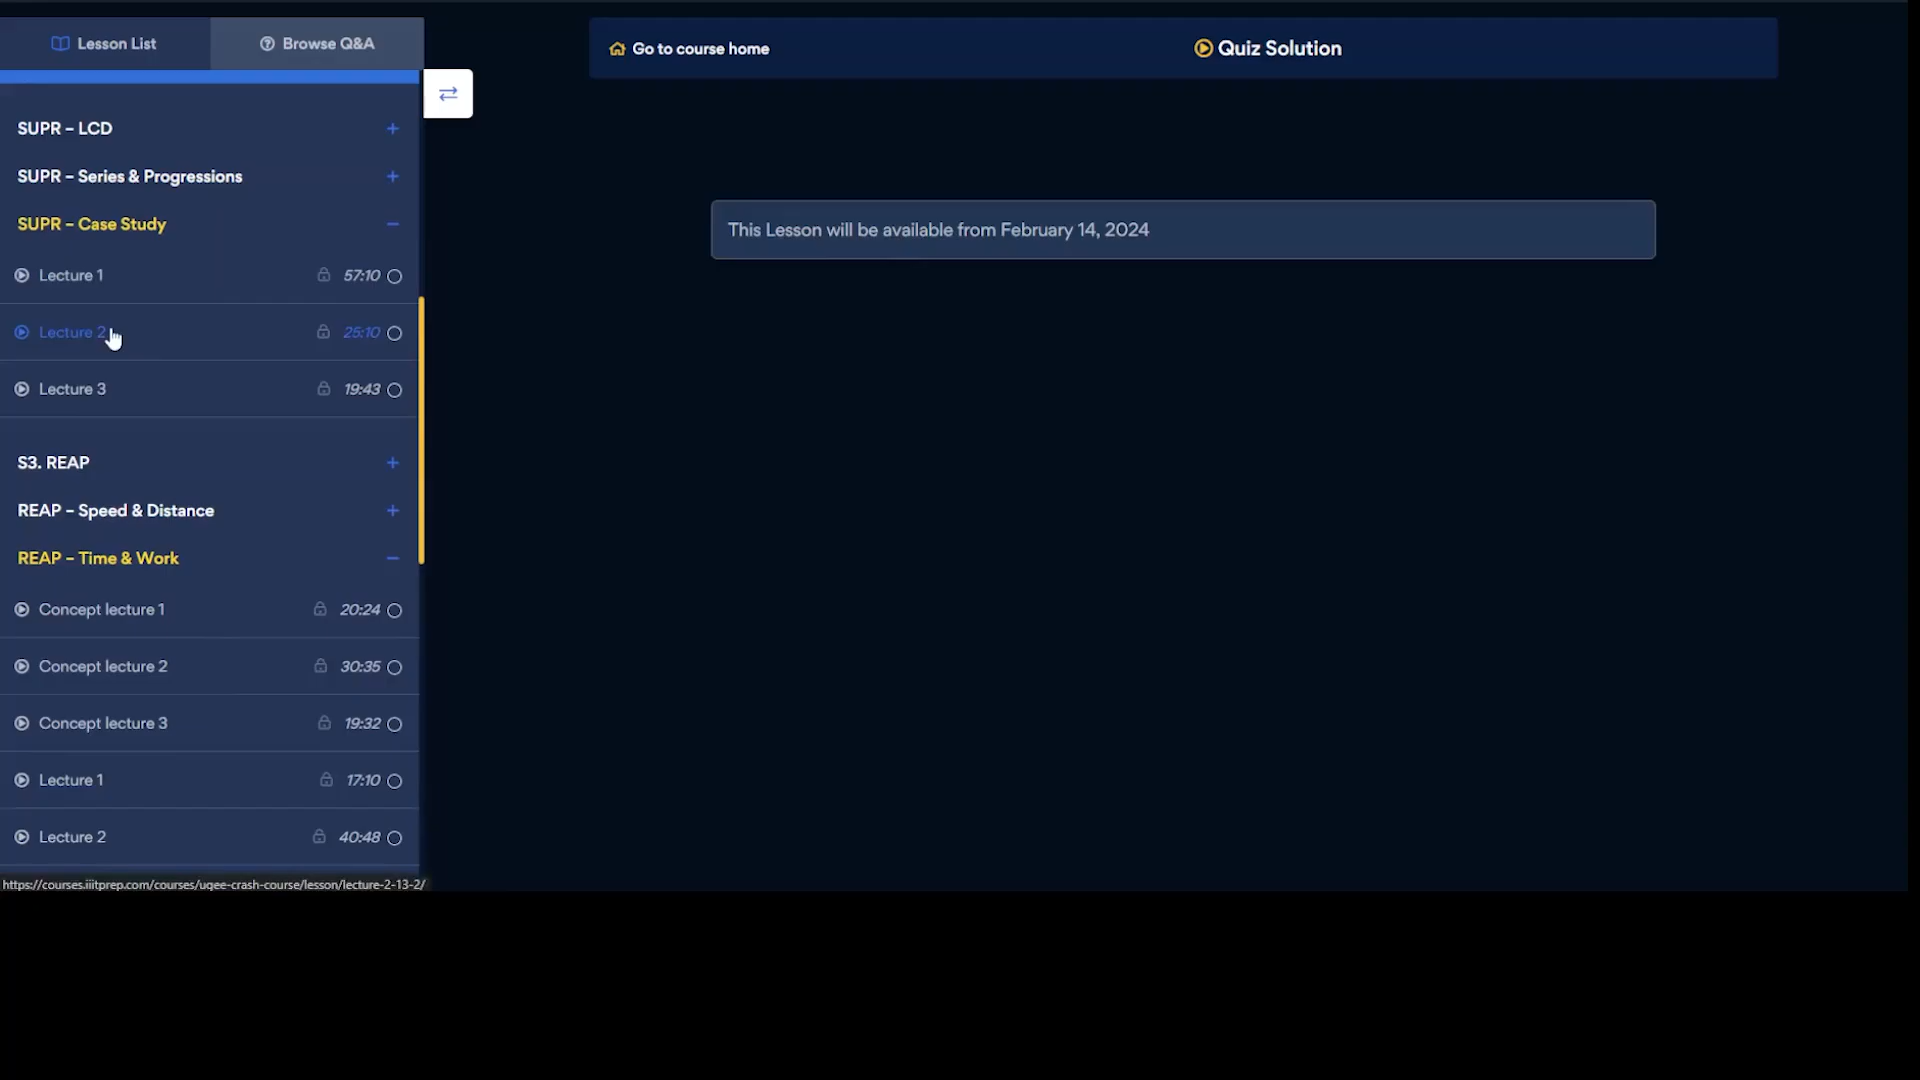 Lesson List
Browse Q&A
Go to course home
Quiz Solution
SUPR – LCD
SUPR – Series & Progressions
This Lesson will be available from February 14, 2024
SUPR – Case Study
Lecture 1 57:10
Lecture 2 25:10
Lecture 3 19:43
S3. REAP
REAP – Speed & Distance
REAP – Time & Work
Concept lecture 1 20:24
Concept lecture 2 30:35
Concept lecture 3 19:32
Lecture 1 17:10
Lecture 2 40:48
https://courses.iiitprep.com/courses/ugee-crash-course/lesson/lecture-2-13-2/